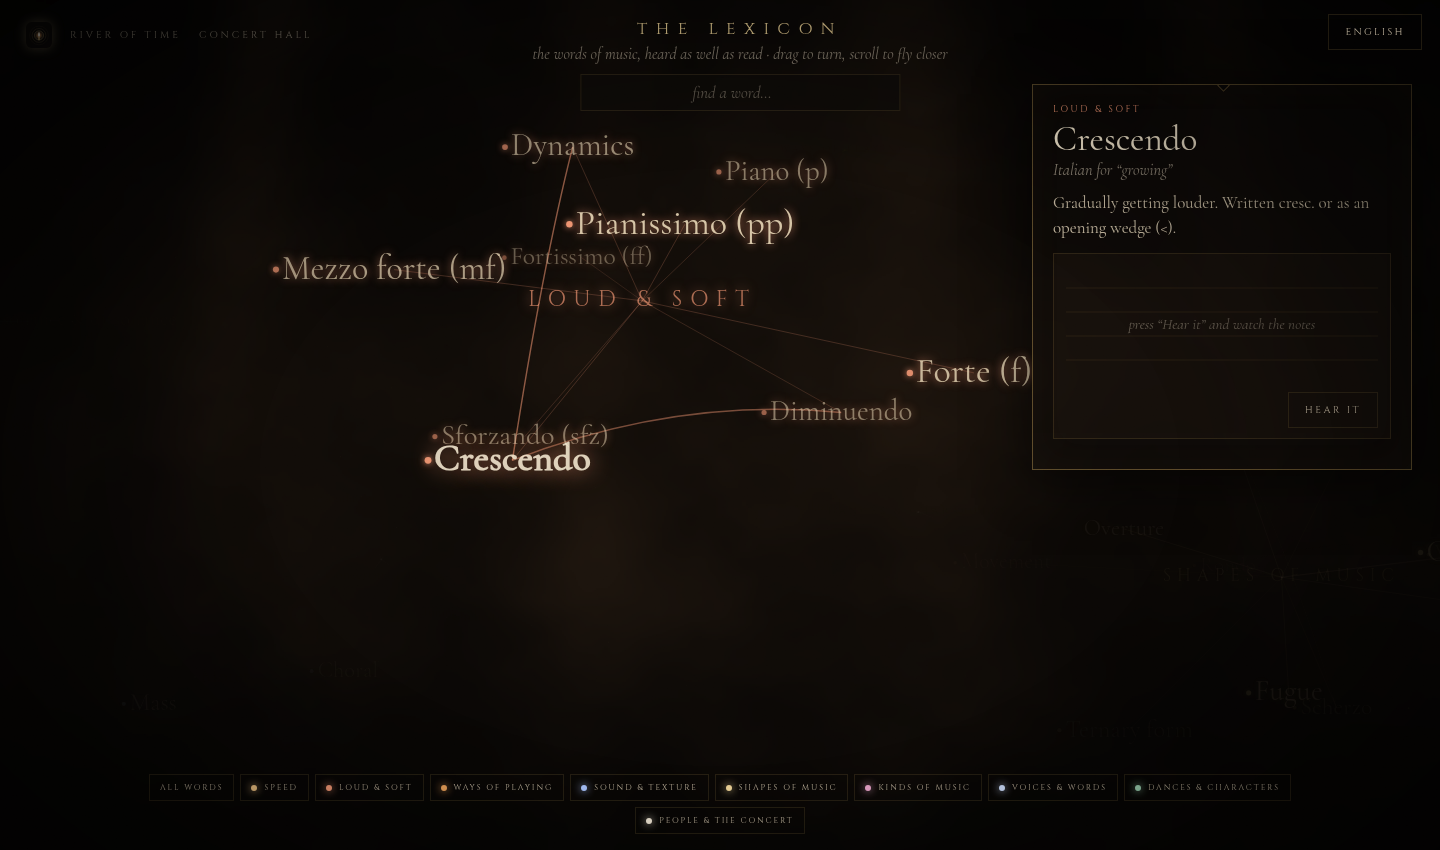 RIVER OF TIME CONCERT HALL
THE LEXICON
the words of music, heard as well as read · drag to turn, scroll to fly closer
find a word...
ENGLISH
LOUD & SOFT
Crescendo
Italian for “growing”
Gradually getting louder. Written cresc. or as an
opening wedge (<).
press “Hear it” and watch the notes
HEAR IT
Dynamics
Piano (p)
Pianissimo (pp)
Fortissimo (ff)
Mezzo forte (mf)
LOUD & SOFT
Forte (f)
Diminuendo
Sforzando (sfz)
Crescendo
Overture
SHAPES OF MUSIC
Mass
Fugue
ALL WORDS
SPEED
LOUD & SOFT
WAYS OF PLAYING
SOUND & TEXTURE
SHAPES OF MUSIC
KINDS OF MUSIC
VOICES & WORDS
DANCES & CHARACTERS
PEOPLE & THE CONCERT